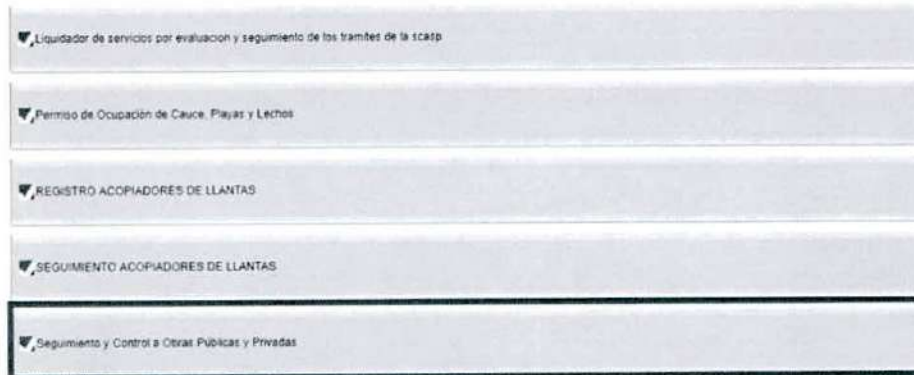 Liquidador de servicios por evaluacion y seguimiento de los tramites de la scasp
Permiso de Ocupación de Cauce, Playas y Lechos
REGISTRO ACOPIADORES DE LLANTAS
SEGUIMIENTO ACOPIADORES DE LLANTAS
Seguimiento y Control a Obras Públicas y Privadas